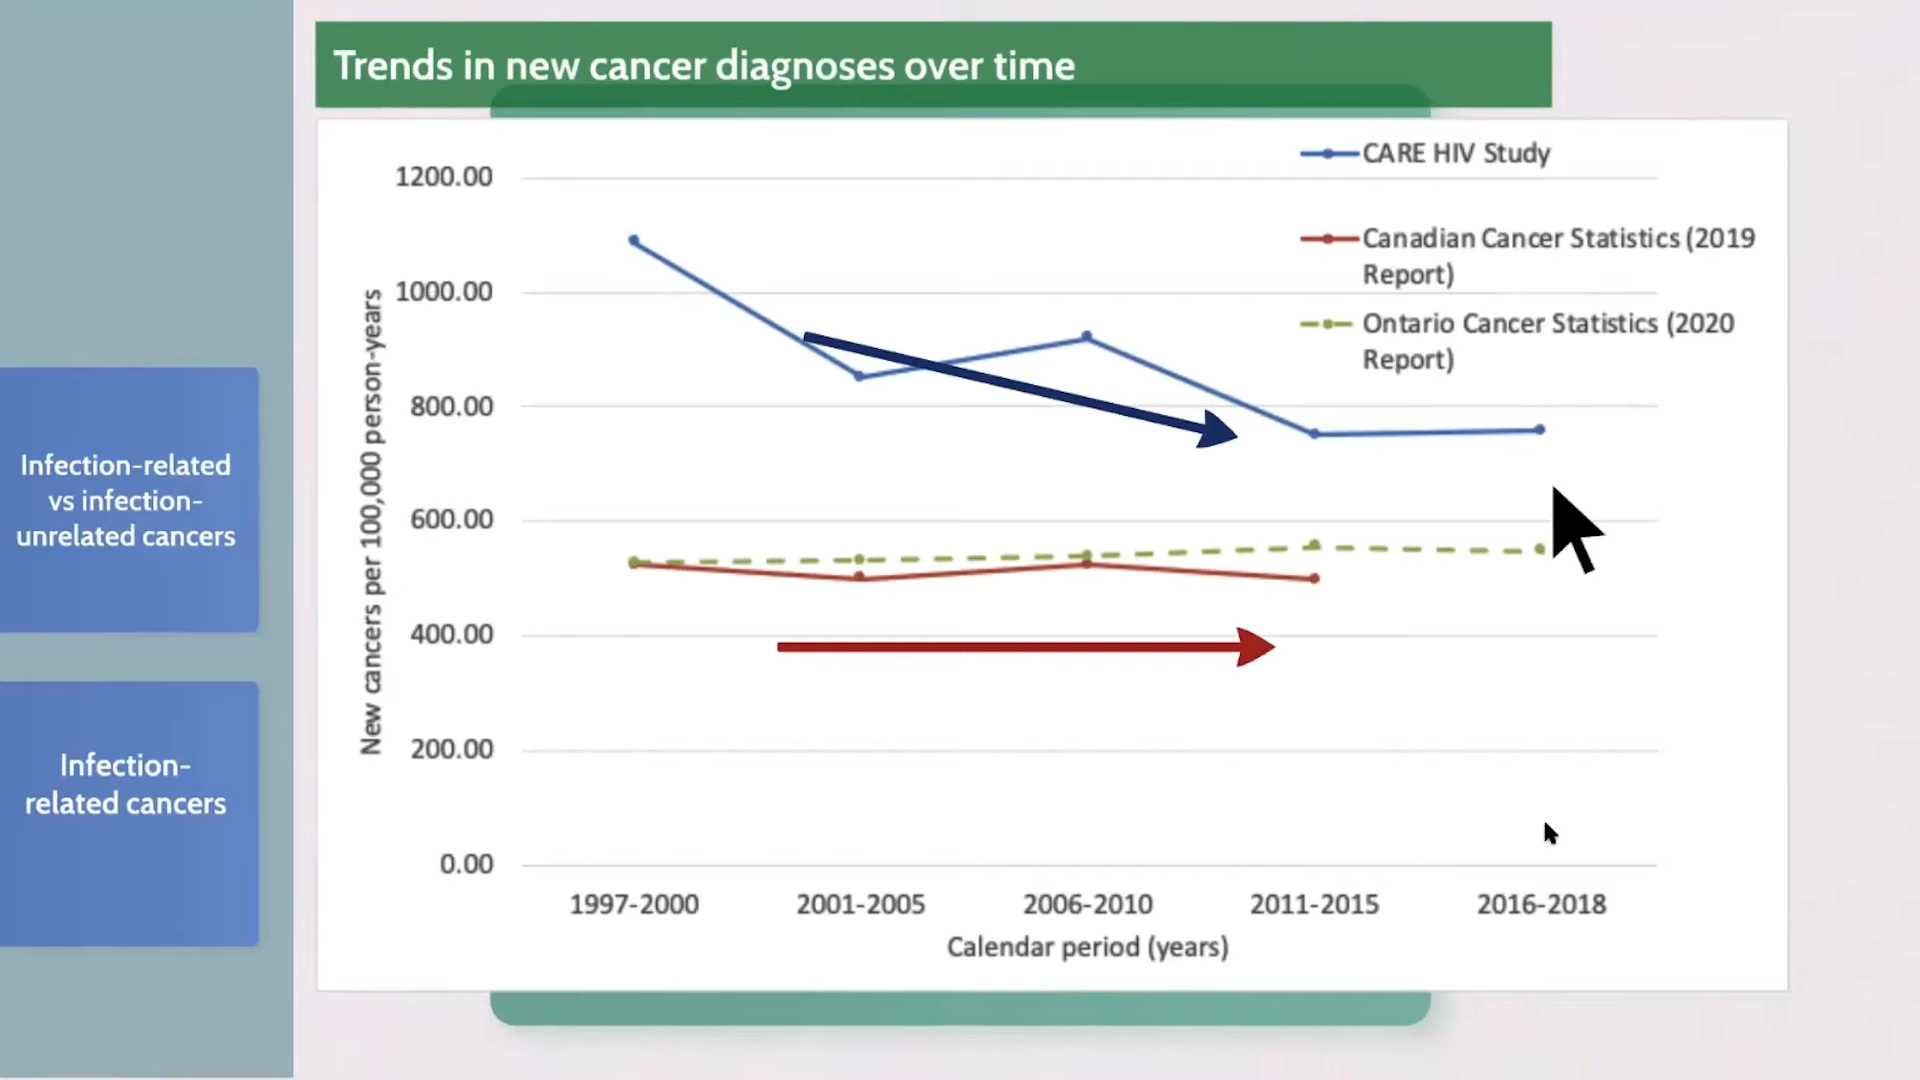 Trends in new cancer diagnoses over time
Infection-related
vs infection-
unrelated cancers
Infection-
related cancers
CARE HIV Study
Canadian Cancer Statistics (2019
Report)
Ontario Cancer Statistics (2020
Report)
New cancers per 100,000 person-years
1200.00
1000.00
800.00
600.00
400.00
200.00
0.00
1997-2000 2001-2005 2006-2010 2011-2015 2016-2018
Calendar period (years)